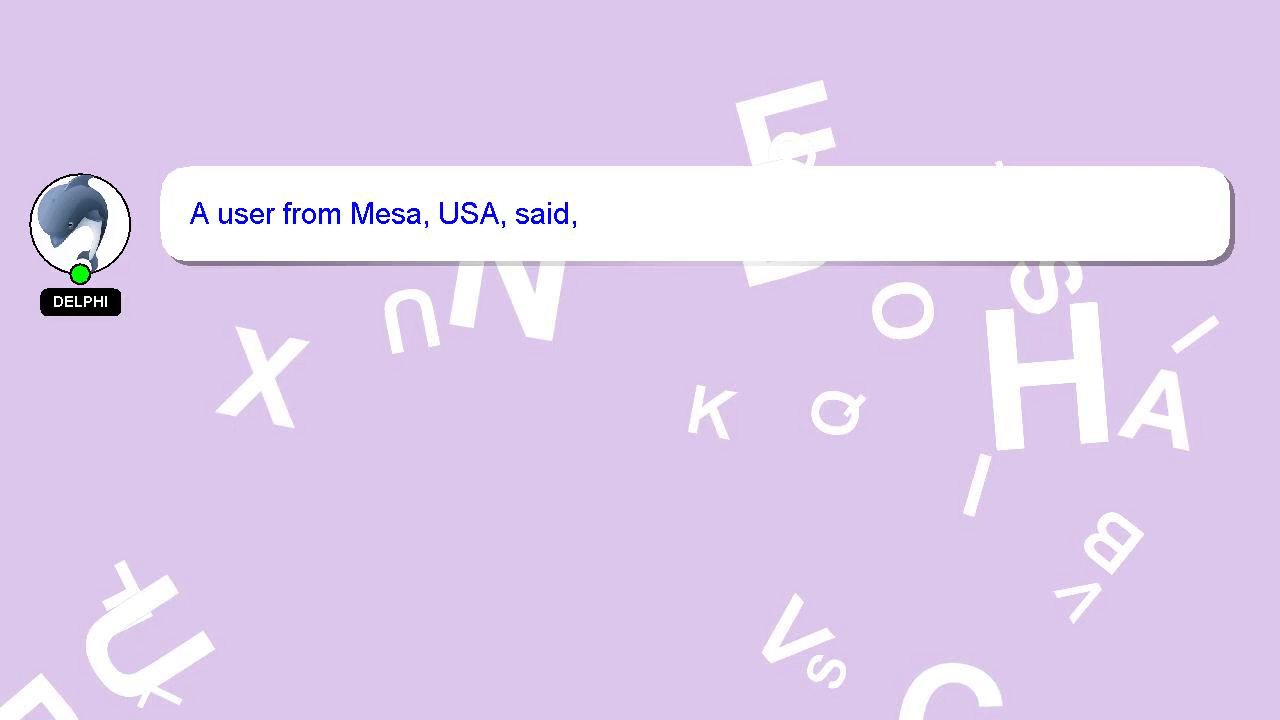 A user from Mesa, USA, said,
DELPHI
E
N
U
X
O
S
H
I
A
K
Q
I
B
V
U
V
S
C